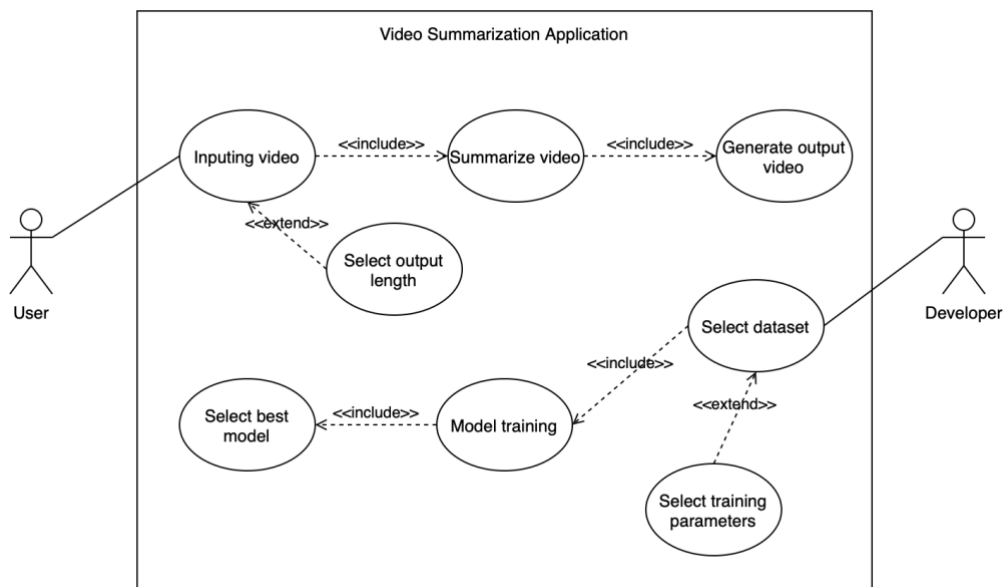 Video Summarization Application
Inputing video
<<include>>
Summarize video
<<include>>
Generate output
video
<<extend>>
Select output
length
User
Developer
Select dataset
<<include>>
<<extend>>
Select best
model
<<include>>
Model training
Select training
parameters